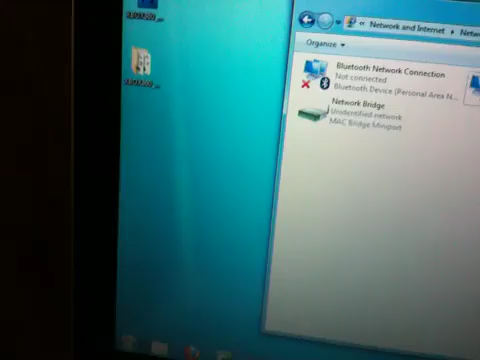 « Network and Internet ▸ Netw
Organize ▾
Bluetooth Network Connection
Not connected
Bluetooth Device (Personal Area N...
Network Bridge
Unidentified network
MAC Bridge Miniport